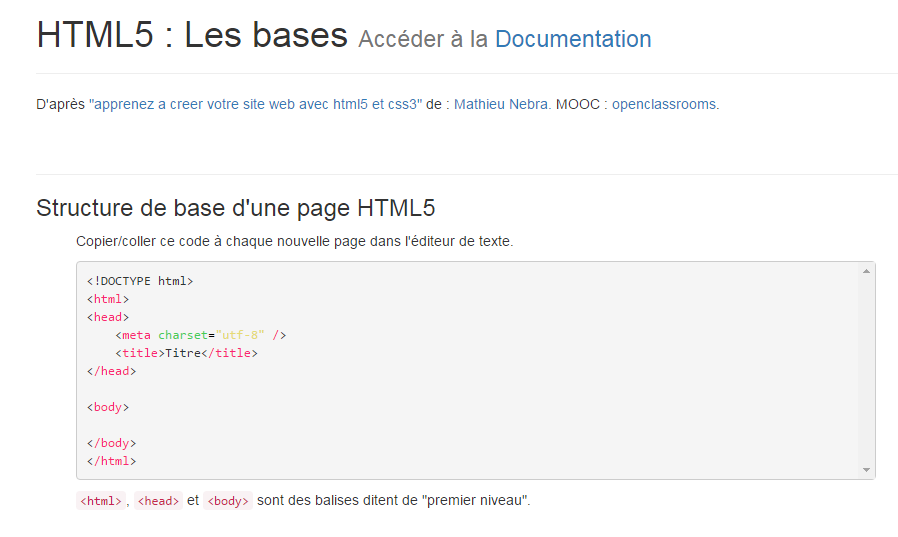 HTML5 : Les bases Accéder à la Documentation
D'après "apprenez a creer votre site web avec html5 et css3" de : Mathieu Nebra. MOOC : openclassrooms.
Structure de base d'une page HTML5
Copier/coller ce code à chaque nouvelle page dans l'éditeur de texte.
<!DOCTYPE html>
<html>
<head>
    <meta charset="utf-8" />
    <title>Titre</title>
</head>
<body>
</body>
</html>
<html> , <head> et <body> sont des balises ditent de "premier niveau".